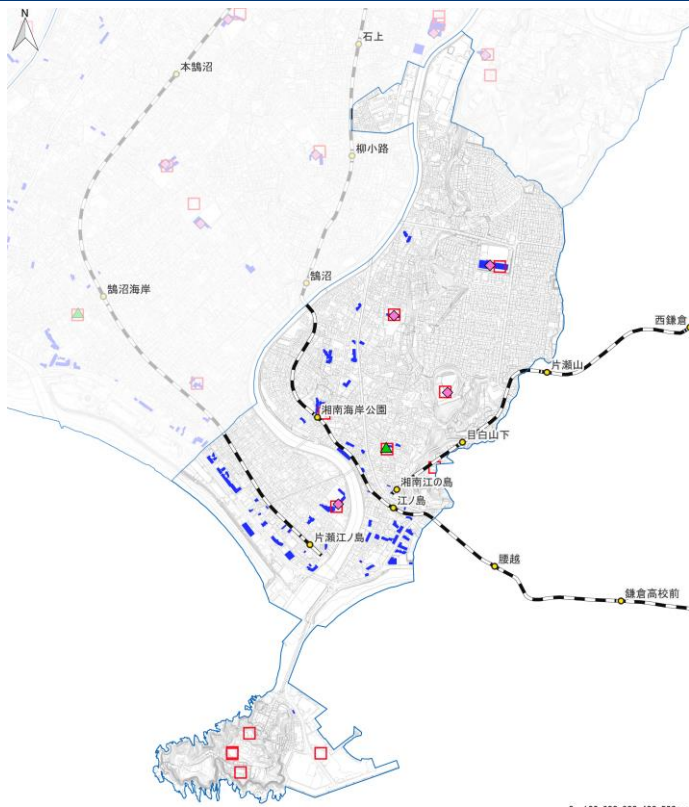 N
石上
本鵠沼
柳小路
鵠沼
鵠沼海岸
西鎌倉
片瀬山
湘南海岸公園
目白山下
湘南江の島
江ノ島
片瀬江ノ島
腰越
鎌倉高校前